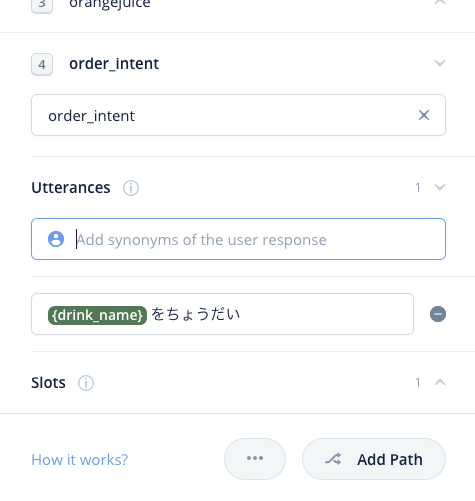 3 orangejuice
4 order_intent
order_intent
Utterances 1
Add synonyms of the user response
{drink_name} をちょうだい
Slots 1
How it works? ••• Add Path